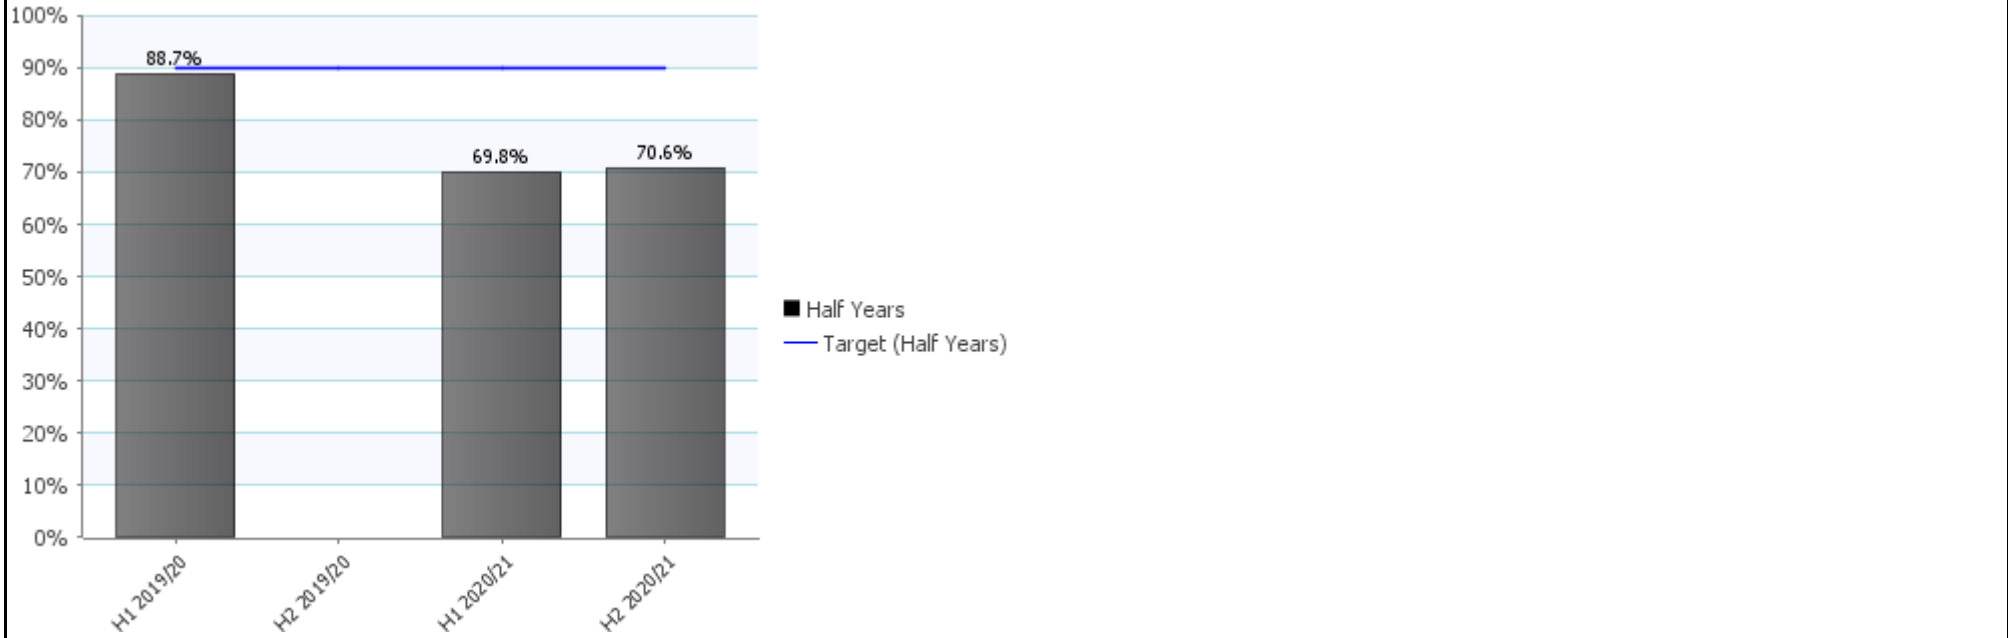 100%
90%
80%
70%
60%
50%
40%
30%
20%
10%
0%
88.7%
69.8%
70.6%
H1 2019/20
H2 2019/20
H1 2020/21
H2 2020/21
Half Years
Target (Half Years)